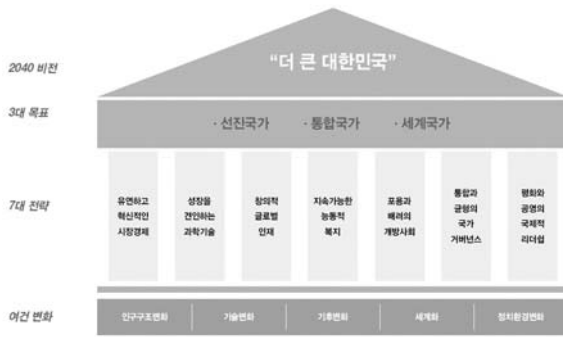 2040 비전
“더 큰 대한민국”
3대 목표
· 선진국가 · 통합국가 · 세계국가
7대 전략
유연하고
혁신적인
시장경제
성장을
견인하는
과학기술
창의적
글로벌
인재
지속가능한
능동적
복지
포용과
배려의
개방사회
통합과
균형의
국가
거버넌스
평화와
공영의
국제적
리더쉽
여건 변화
인구구조변화 기술변화 기후변화 세계화 정치환경변화